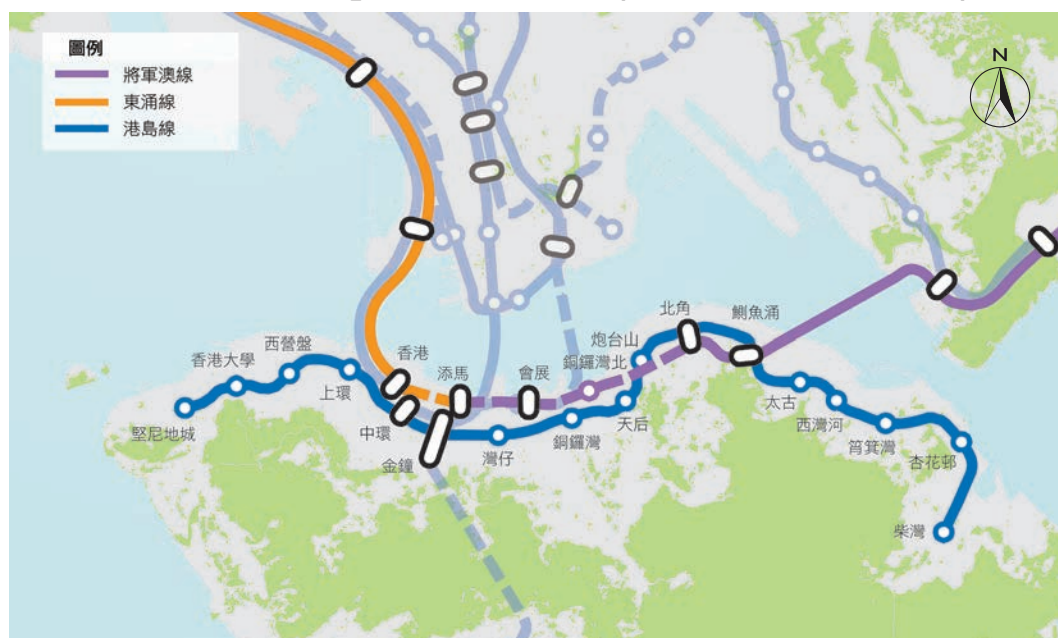 圖例
將軍澳線
東涌線
港島線
N
北角
鰂魚涌
炮台山
銅鑼灣北
香港
添馬
會展
西營盤
香港大學
上環
中環
堅尼地城
金鐘
灣仔
銅鑼灣
天后
太古
西灣河
筲箕灣
杏花邨
柴灣